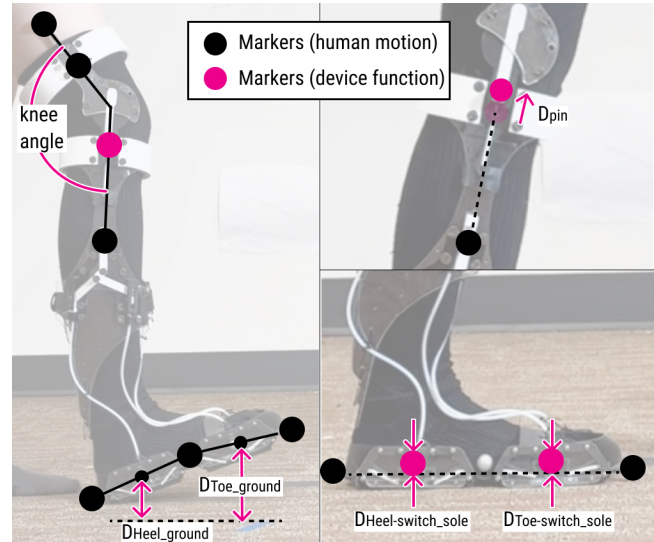 Markers (human motion)
Markers (device function)
knee
angle
Dpin
DToe_ground
DHeel_ground
DHeel-switch_sole
DToe-switch_sole